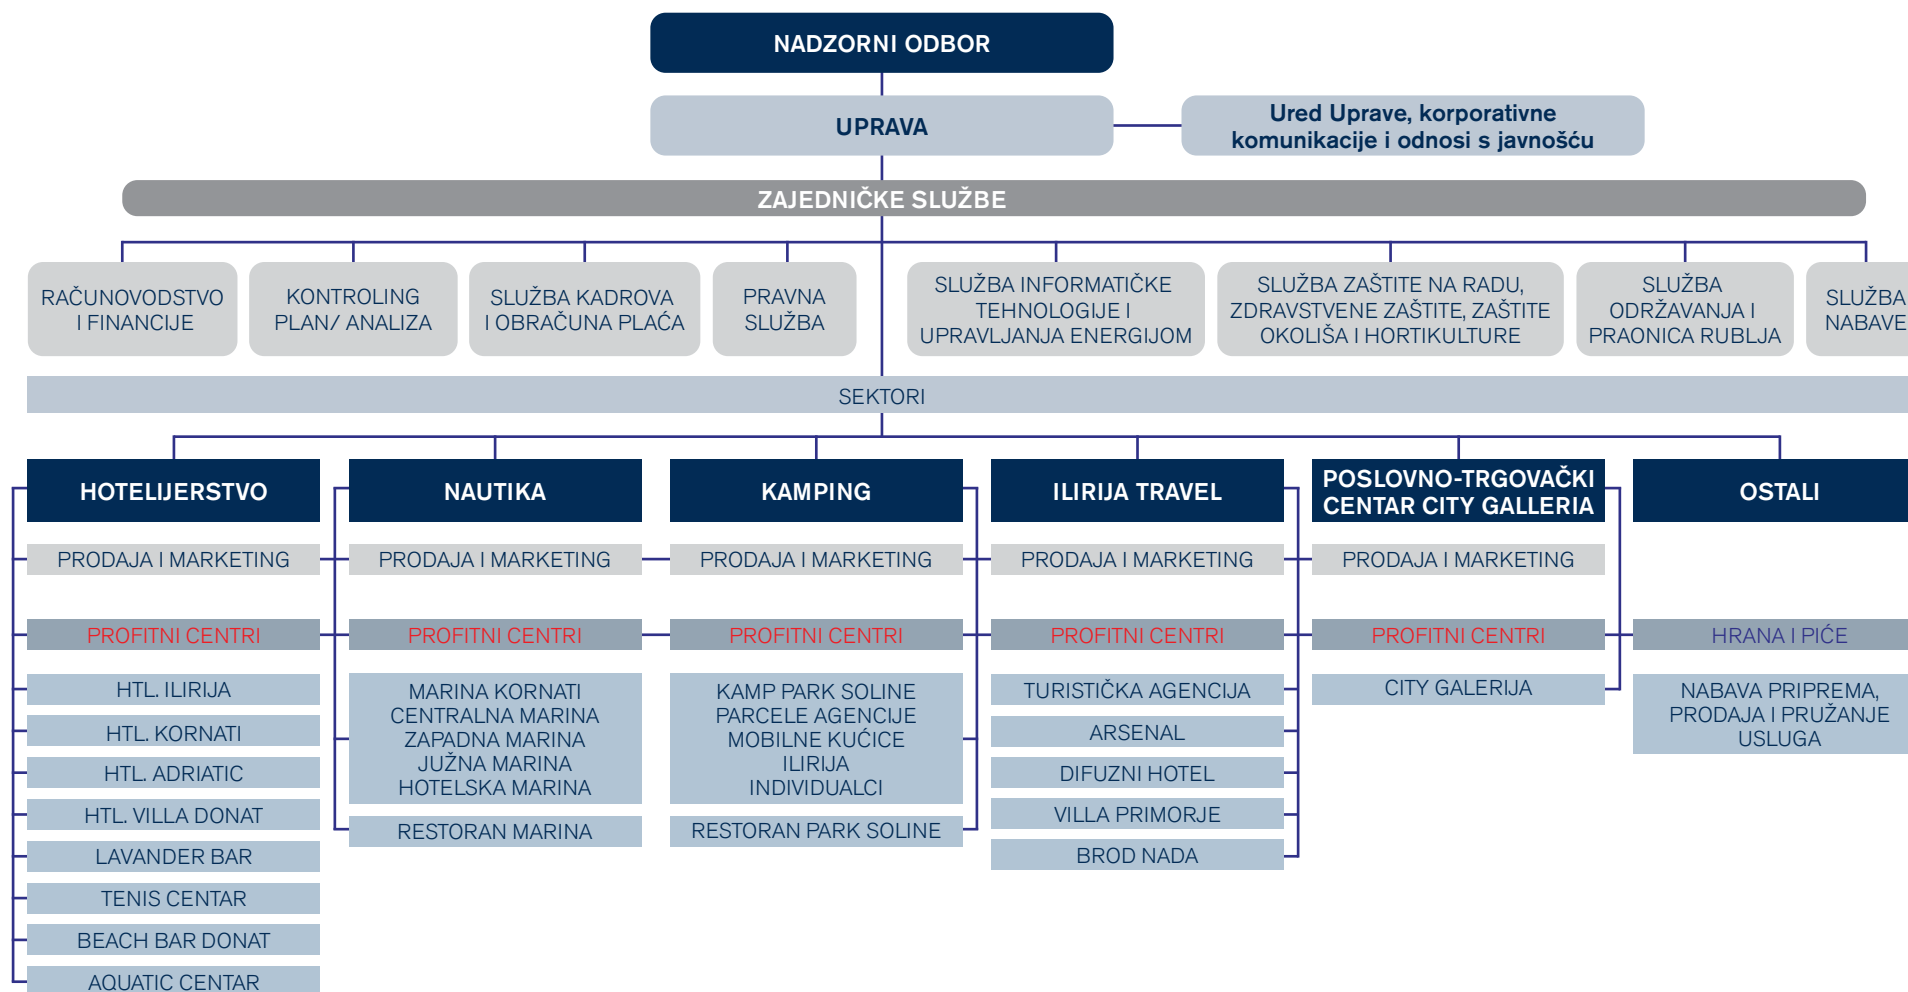 NADZORNI ODBOR
UPRAVA
Ured Uprave, korporativne
komunikacije i odnosi s javnošću
ZAJEDNIČKE SLUŽBE
RAČUNOVODSTVO
I FINANCIJE
KONTROLING
PLAN/ ANALIZA
SLUŽBA KADROVA
I OBRAČUNA PLAĆA
PRAVNA
SLUŽBA
SLUŽBA INFORMATIČKE
TEHNOLOGIJE I
UPRAVLJANJA ENERGIJOM
SLUŽBA ZAŠTITE NA RADU,
ZDRAVSTVENE ZAŠTITE, ZAŠTITE
OKOLIŠA I HORTIKULTURE
SLUŽBA
ODRŽAVANJA I
PRAONICA RUBLJA
SLUŽBA
NABAVE
SEKTORI
HOTELIJERSTVO
PRODAJA I MARKETING
PROFITNI CENTRI
HTL. ILIRIJA
HTL. KORNATI
HTL. ADRIATIC
HTL. VILLA DONAT
LAVANDER BAR
TENIS CENTAR
BEACH BAR DONAT
AQUATIC CENTAR
NAUTIKA
PRODAJA I MARKETING
PROFITNI CENTRI
MARINA KORNATI
CENTRALNA MARINA
ZAPADNA MARINA
JUŽNA MARINA
HOTELSKA MARINA
RESTORAN MARINA
KAMPING
PRODAJA I MARKETING
PROFITNI CENTRI
KAMP PARK SOLINE
PARCELE AGENCIJE
MOBILNE KUĆICE
ILIRIJA
INDIVIDUALCI
RESTORAN PARK SOLINE
ILIRIJA TRAVEL
PRODAJA I MARKETING
PROFITNI CENTRI
TURISTIČKA AGENCIJA
ARSENAL
DIFUZNI HOTEL
VILLA PRIMORJE
BROD NADA
POSLOVNO-TRGOVAČKI
CENTAR CITY GALLERIA
PRODAJA I MARKETING
PROFITNI CENTRI
CITY GALERIJA
OSTALI
HRANA I PIĆE
NABAVA PRIPREMA,
PRODAJA I PRUŽANJE
USLUGA